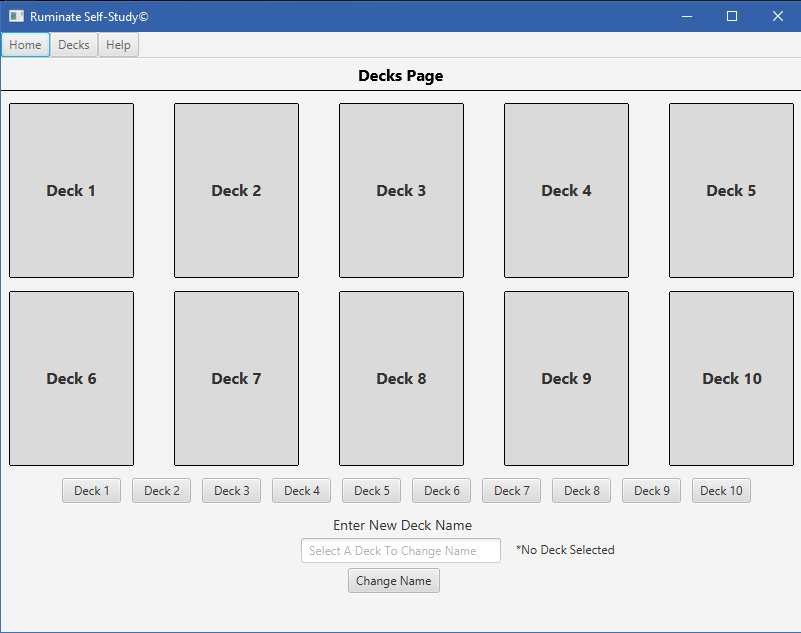 Ruminate Self-Study©
Home Decks Help
Decks Page
Deck 1 Deck 2 Deck 3 Deck 4 Deck 5
Deck 6 Deck 7 Deck 8 Deck 9 Deck 10
Deck 1 Deck 2 Deck 3 Deck 4 Deck 5 Deck 6 Deck 7 Deck 8 Deck 9 Deck 10
Enter New Deck Name
Select A Deck To Change Name *No Deck Selected
Change Name